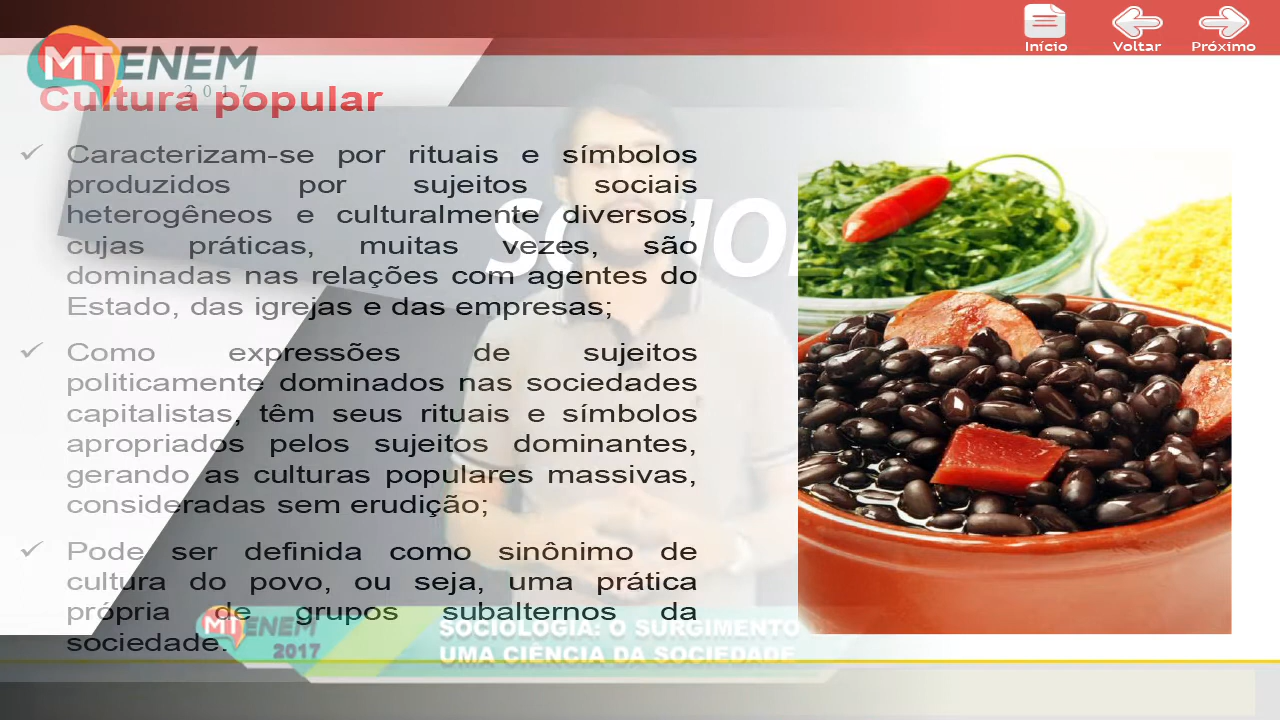 Início Voltar Próximo
MTENEM
2017
Cultura popular
Caracterizam-se por rituais e símbolos
produzidos por sujeitos sociais
heterogêneos e culturalmente diversos,
cujas práticas, muitas vezes, são
dominadas nas relações com agentes do
Estado, das igrejas e das empresas;
Como expressões de sujeitos
politicamente dominados nas sociedades
capitalistas, têm seus rituais e símbolos
apropriados pelos sujeitos dominantes,
gerando as culturas populares massivas,
consideradas sem erudição;
Pode ser definida como sinônimo de
cultura do povo, ou seja, uma prática
própria de grupos subalternos da
sociedade.
MTENEM
2017
SOCIOLOGIA: O SURGIMENTO
UMA CIÊNCIA DA SOCIEDADE